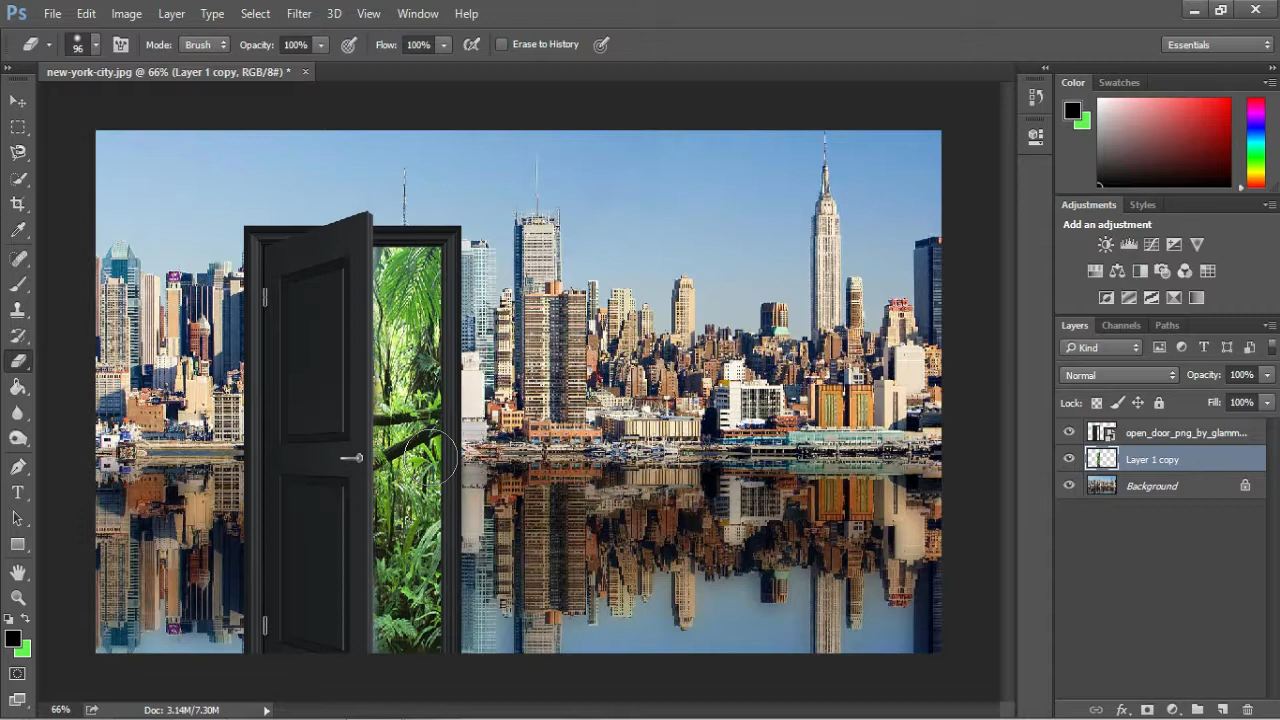 Ps File Edit Image Layer Type Select Filter 3D View Window Help
96 Mode: Brush Opacity: 100% Flow: 100% Erase to History Essentials
new-york-city.jpg @ 66% (Layer 1 copy, RGB/8#) * ×
Color Swatches
Adjustments Styles
Add an adjustment
Layers Channels Paths
Kind
Normal Opacity: 100%
Lock: Fill: 100%
open_door_png_by_glamm...
Layer 1 copy
Background
66% Doc: 3.14M/7.30M